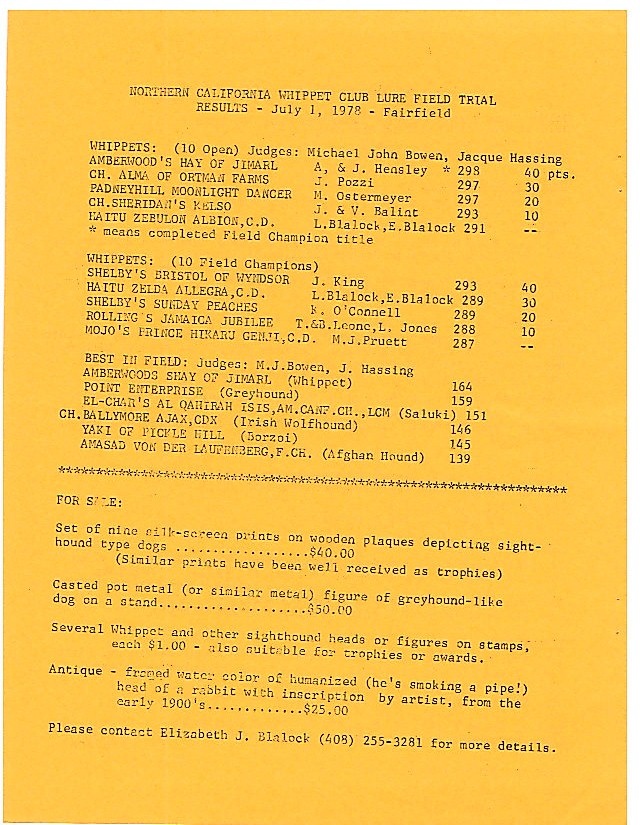 NORTHERN CALIFORNIA WHIPPET CLUB LURE FIELD TRIAL
RESULTS - July 1, 1978 - Fairfield
WHIPPETS: (10 Open) Judges: Michael John Bowen, Jacque Hassing
AMBERWOOD'S HAY OF JIMARL A, & J. Hensley * 298 40 pts.
CH. ALMA OF ORTMAN FARMS J. Pozzi 297 30
PADNEYHILL MOONLIGHT DANCER M. Ostermeyer 297 20
CH.SHERIDAN'S KELSO J. & V. Balint 293 10
HAITU ZEBULON ALBION,C.D. L.Blalock,E.Blalock 291 --
* means completed Field Champion title
WHIPPETS: (10 Field Champions)
SHELBY'S BRISTOL OF WYNDSOR J. King 293 40
HAITU ZELDA ALLEGRA,C.D. L.Blalock,E.Blalock 289 30
SHELBY'S SUNDAY PEACHES K. O'Connell 289 20
ROLLING'S JAMAICA JUBILEE T.&B.Leone,L. Jones 288 10
MOJO'S PRINCE HIKARU GENJI,C.D. M.J.Pruett 287 --
BEST IN FIELD: Judges: M.J.Bowen, J. Hassing
AMBERWOODS SHAY OF JIMARL (Whippet) 164
POINT ENTERPRISE (Greyhound) 159
EL-CHAR'S AL QAHIRAH ISIS,AM.CANF.CH.,LCM (Saluki) 151
CH.BALLYMORE AJAX,CDX (Irish Wolfhound) 146
YAKI OF PICKLE HILL (Borzoi) 145
AMASAD VON DER LAUFENBERG,F.CH. (Afghan Hound) 139
*****************************************************************************
FOR SALE:
Set of nine silk-screen prints on wooden plaques depicting sight-
hound type dogs .................$40.00
(Similar prints have been well received as trophies)
Casted pot metal (or similar metal) figure of greyhound-like
dog on a stand....................$50.00
Several Whippet and other sighthound heads or figures on stamps,
each $1.00 - also suitable for trophies or awards.
Antique - framed water color of humanized (he's smoking a pipe!)
head of a rabbit with inscription by artist, from the
early 1900's.............$25.00
Please contact Elizabeth J. Blalock (408) 255-3281 for more details.